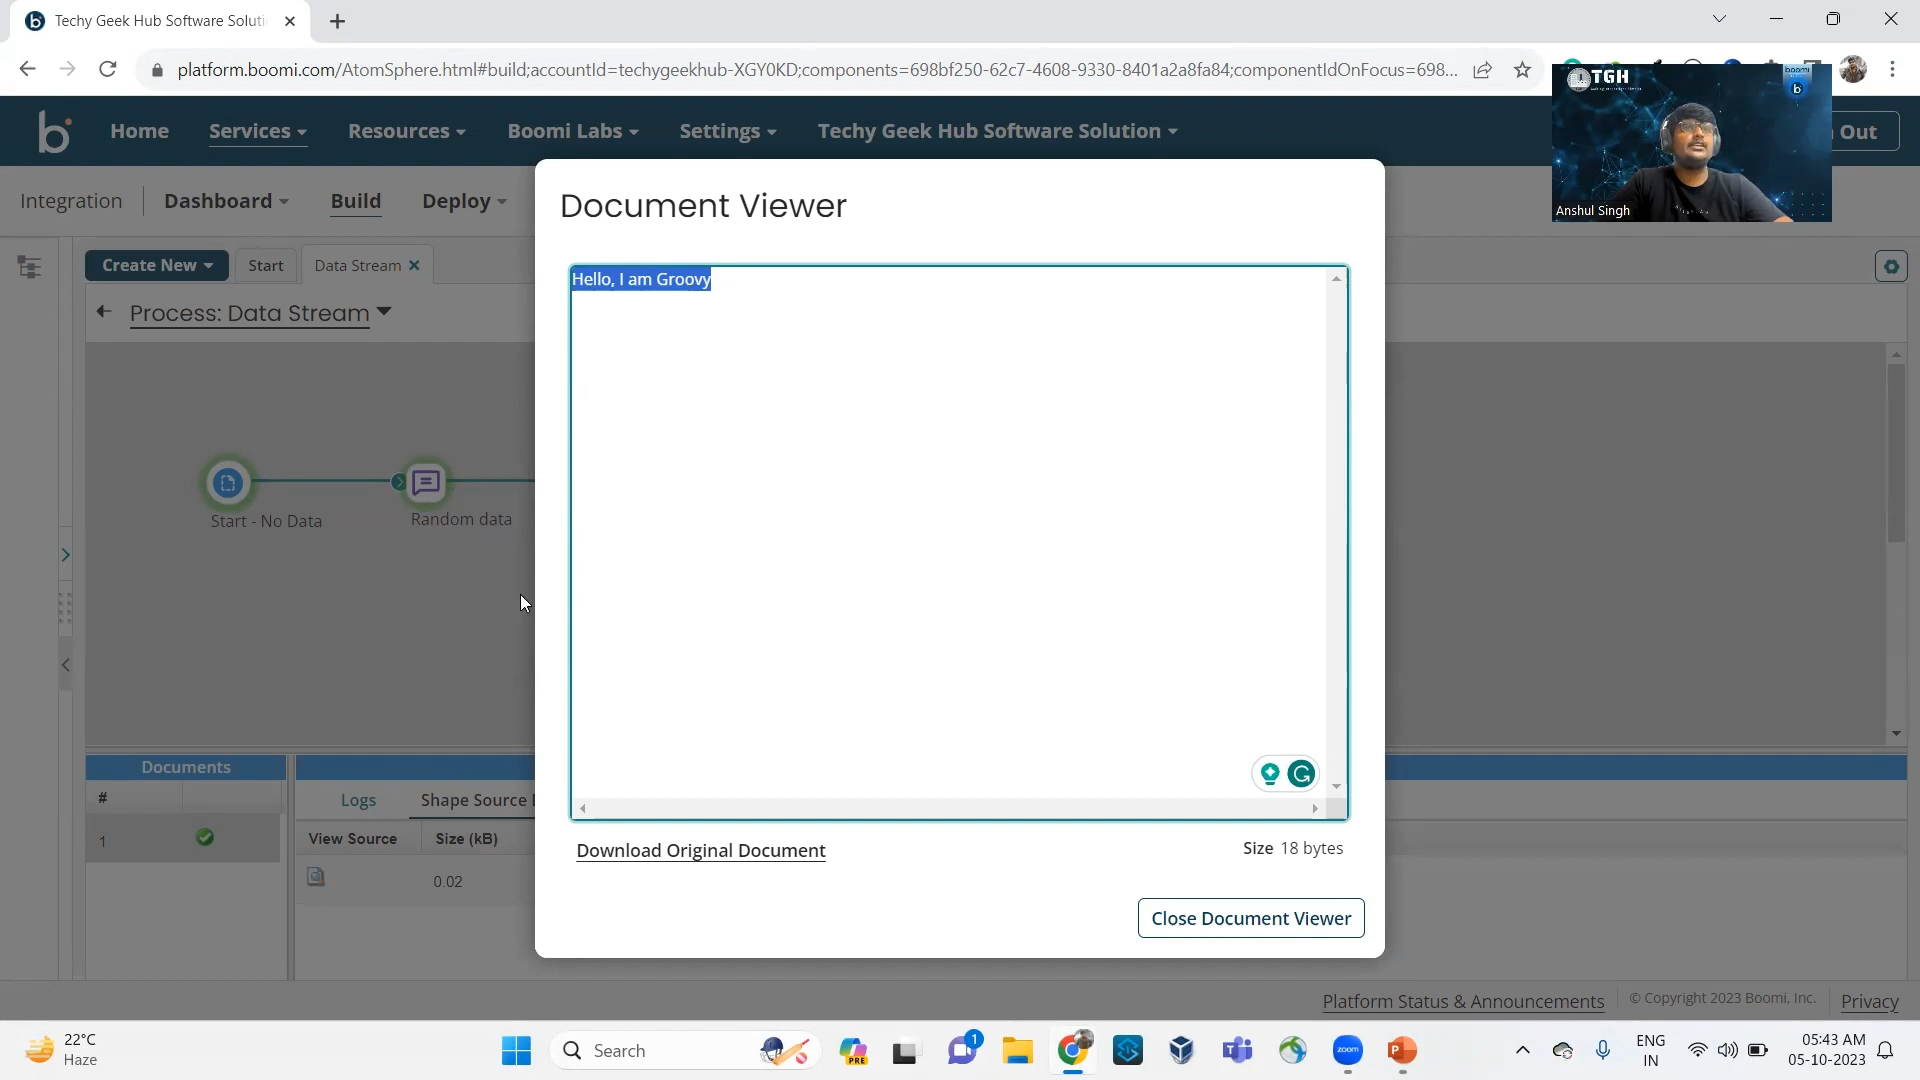 Techy Geek Hub Software Soluti
platform.boomi.com/AtomSphere.html#build;accountId=techygeekhub-XGY0KD;components=698bf250-62c7-4608-9330-8401a2a8fa84;componentIdOnFocus=698...
TGH
boomi
Home
Services
Resources
Boomi Labs
Settings
Techy Geek Hub Software Solution
Out
Anshul Singh
Integration
Dashboard
Build
Deploy
Document Viewer
Create New
Start
Data Stream
Process: Data Stream
Hello, I am Groovy
Start - No Data
Random data
Documents
#
1
Logs
Shape Source
View Source
Size (kB)
0.02
Download Original Document
Size 18 bytes
Close Document Viewer
Platform Status & Announcements
© Copyright 2023 Boomi, Inc.
Privacy
22°C
Haze
Search
PRE
1
zoom
ENG
IN
05:43 AM
05-10-2023